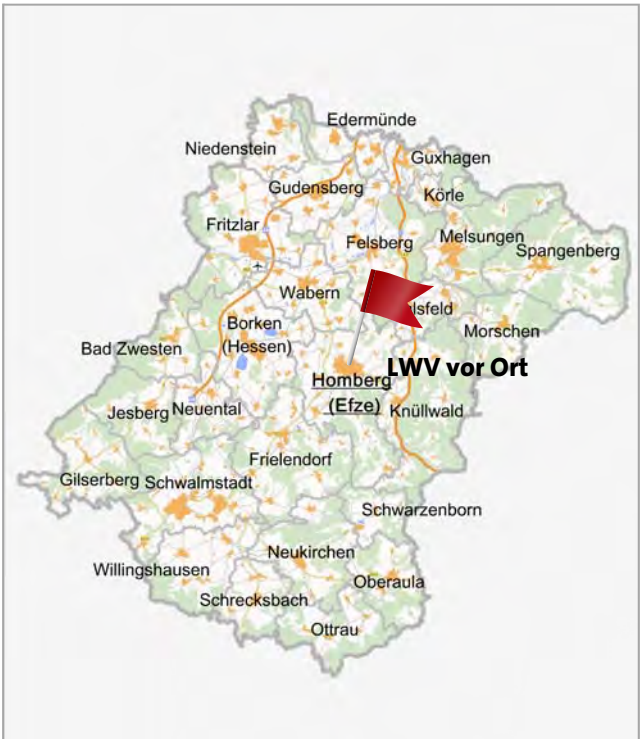 Edermünde
Niedenstein
Guxhagen
Gudensberg
Körle
Fritzlar
Felsberg
Melsungen
Spangenberg
Wabern
lsfeld
Borken
(Hessen)
Morschen
Bad Zwesten
LWV vor Ort
Homberg
(Efze)
Jesberg
Neuental
Knüllwald
Frielendorf
Gilserberg
Schwalmstadt
Schwarzenborn
Neukirchen
Willingshausen
Oberaula
Schrecksbach
Ottrau